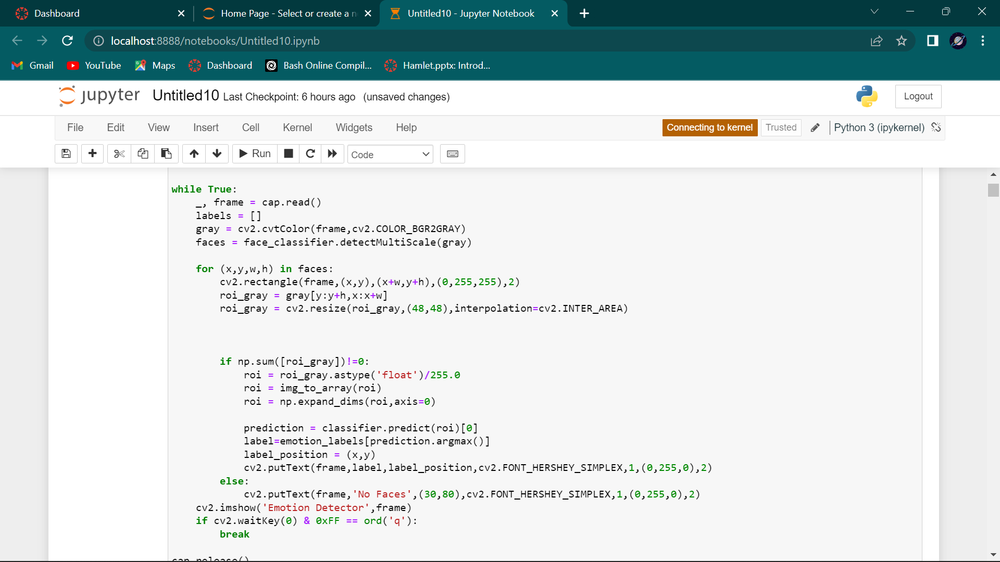 Dashboard
Home Page - Select or create a n
Untitled10 - Jupyter Notebook
localhost:8888/notebooks/Untitled10.ipynb
Gmail
YouTube
Maps
Dashboard
Bash Online Compil...
Hamlet.pptx: Introd...
jupyter Untitled10 Last Checkpoint: 6 hours ago (unsaved changes)
Logout
File Edit View Insert Cell Kernel Widgets Help
Connecting to kernel Trusted Python 3 (ipykernel)
Run Code
while True:
    _, frame = cap.read()
    labels = []
    gray = cv2.cvtColor(frame,cv2.COLOR_BGR2GRAY)
    faces = face_classifier.detectMultiScale(gray)
    for (x,y,w,h) in faces:
        cv2.rectangle(frame,(x,y),(x+w,y+h),(0,255,255),2)
        roi_gray = gray[y:y+h,x:x+w]
        roi_gray = cv2.resize(roi_gray,(48,48),interpolation=cv2.INTER_AREA)
        if np.sum([roi_gray])!=0:
            roi = roi_gray.astype('float')/255.0
            roi = img_to_array(roi)
            roi = np.expand_dims(roi,axis=0)
            prediction = classifier.predict(roi)[0]
            label=emotion_labels[prediction.argmax()]
            label_position = (x,y)
            cv2.putText(frame,label,label_position,cv2.FONT_HERSHEY_SIMPLEX,1,(0,255,0),2)
        else:
            cv2.putText(frame,'No Faces',(30,80),cv2.FONT_HERSHEY_SIMPLEX,1,(0,255,0),2)
    cv2.imshow('Emotion Detector',frame)
    if cv2.waitKey(0) & 0xFF == ord('q'):
        break
cap.release()